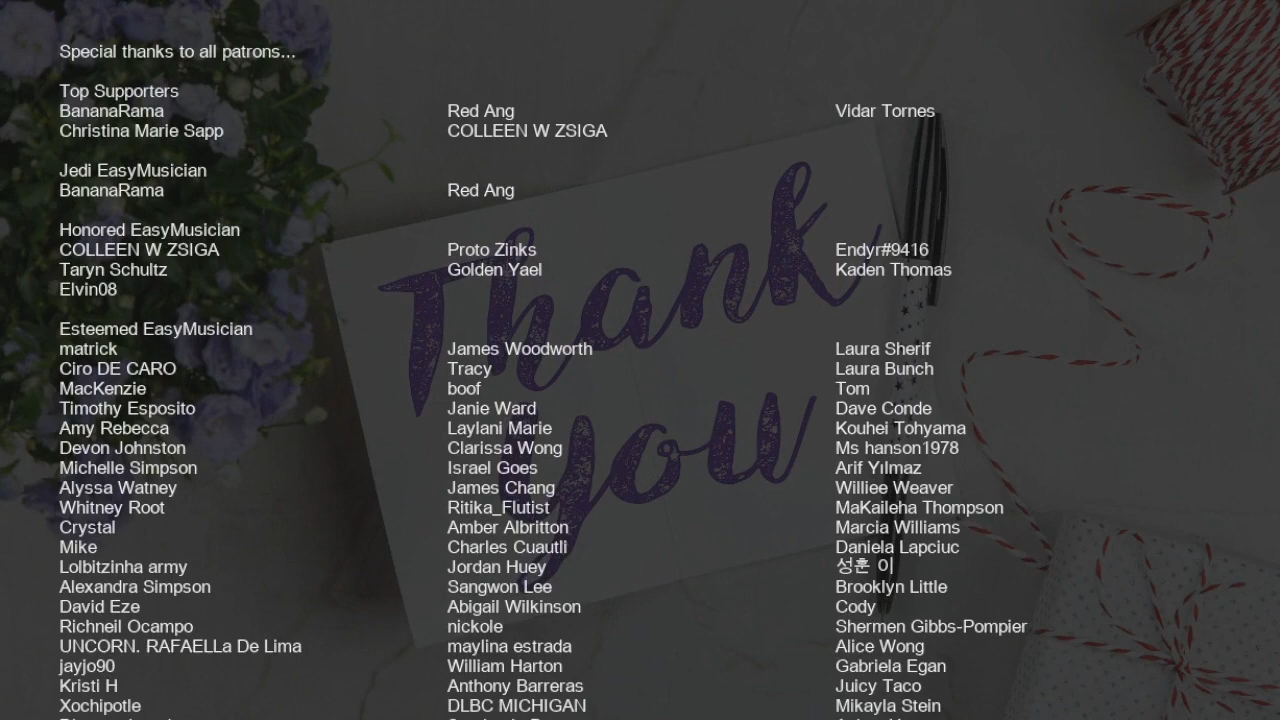 Special thanks to all patrons...
Top Supporters
BananaRama Red Ang Vidar Tornes
Christina Marie Sapp COLLEEN W ZSIGA
Jedi EasyMusician
BananaRama Red Ang
Honored EasyMusician
COLLEEN W ZSIGA Proto Zinks Endyr#9416
Taryn Schultz Golden Yael Kaden Thomas
Elvin08
Esteemed EasyMusician
matrick James Woodworth Laura Sherif
Ciro DE CARO Tracy Laura Bunch
MacKenzie boof Tom
Timothy Esposito Janie Ward Dave Conde
Amy Rebecca Laylani Marie Kouhei Tohyama
Devon Johnston Clarissa Wong Ms hanson1978
Michelle Simpson Israel Goes Arif Yılmaz
Alyssa Watney James Chang Williee Weaver
Whitney Root Ritika_Flutist MaKaileha Thompson
Crystal Amber Albritton Marcia Williams
Mike Charles Cuautli Daniela Lapciuc
Lolbitzinha army Jordan Huey 성훈 이
Alexandra Simpson Sangwon Lee Brooklyn Little
David Eze Abigail Wilkinson Cody
Richneil Ocampo nickole Shermen Gibbs-Pompier
UNCORN. RAFAELLa De Lima maylina estrada Alice Wong
jayjo90 William Harton Gabriela Egan
Kristi H Anthony Barreras Juicy Taco
Xochipotle DLBC MICHIGAN Mikayla Stein
Thank
you